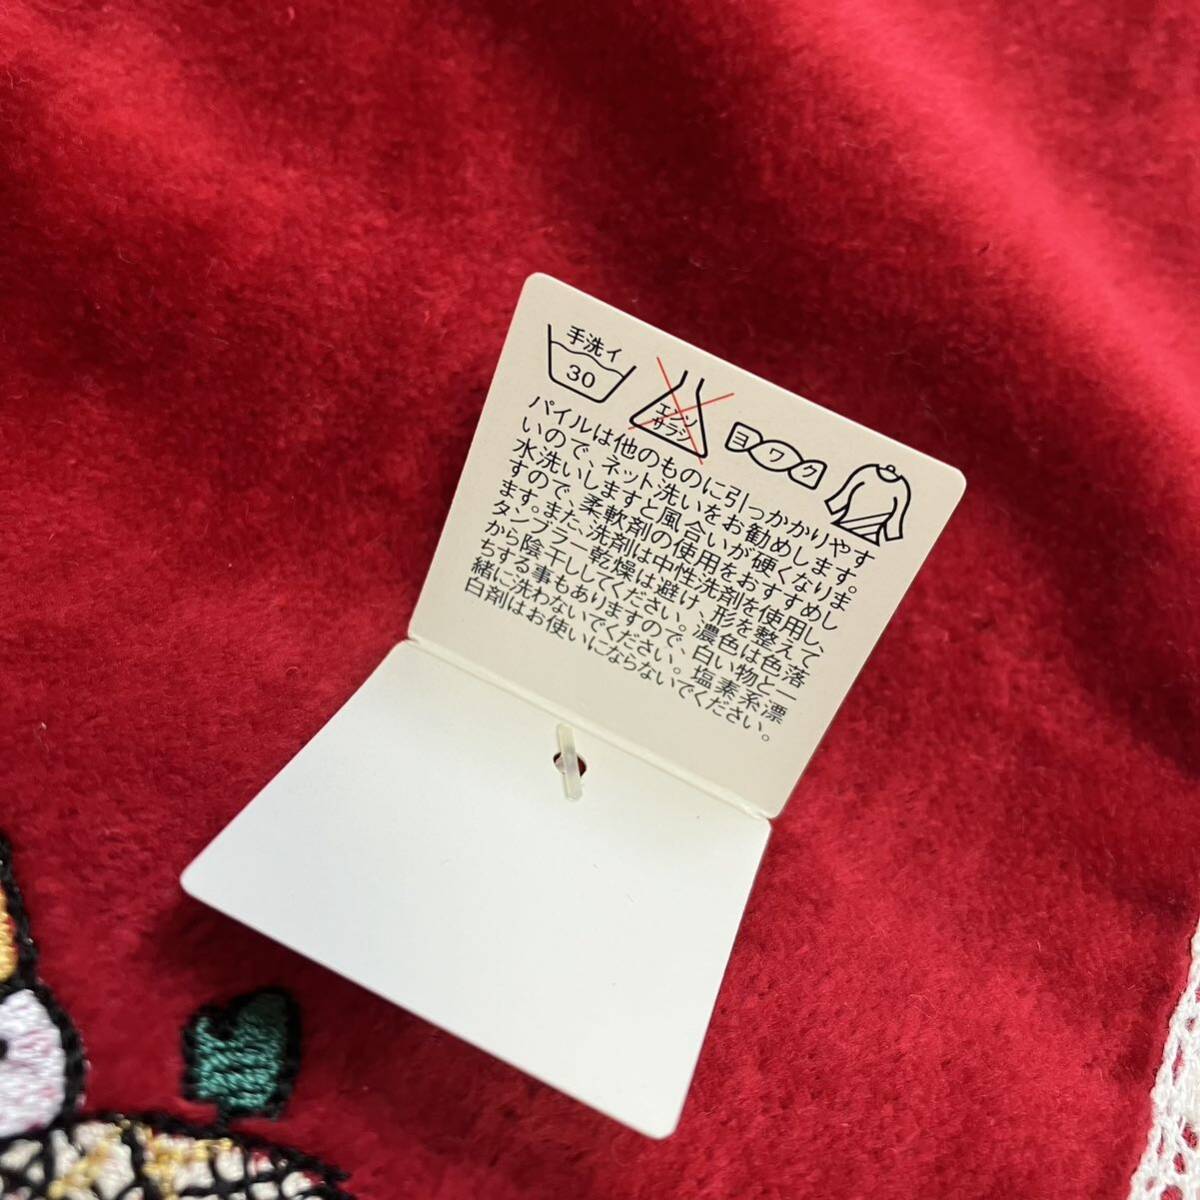 手洗イ
30
エンソ
サラシ
ヨワク
パイルは他のものに引っかかりやす
いので、ネット洗いをお勧めします。
水洗いしますと風合いが硬くなりま
すので、柔軟剤の使用をおすすめし
ます。また、洗剤は中性洗剤を使用し、
タンブラー乾燥は避け、形を整えて
から陰干ししてください。濃色は色落
ちする事もありますので、白い物と一
緒に洗わないでください。塩素系漂
白剤はお使いにならないでください。